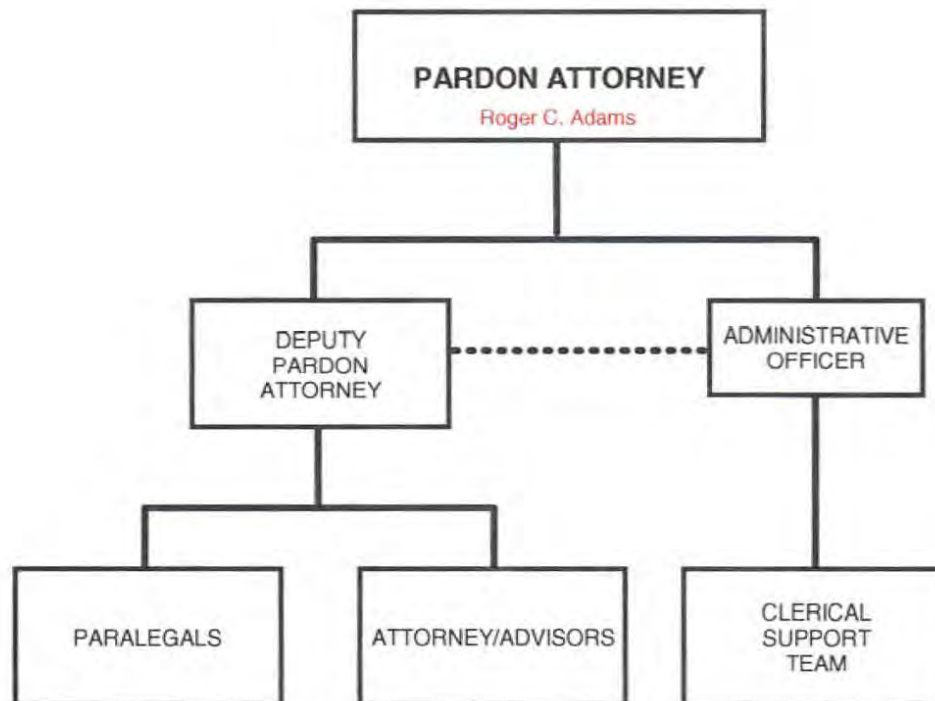 PARDON ATTORNEY
Roger C. Adams
DEPUTY
PARDON
ATTORNEY
ADMINISTRATIVE
OFFICER
PARALEGALS
ATTORNEY/ADVISORS
CLERICAL
SUPPORT
TEAM